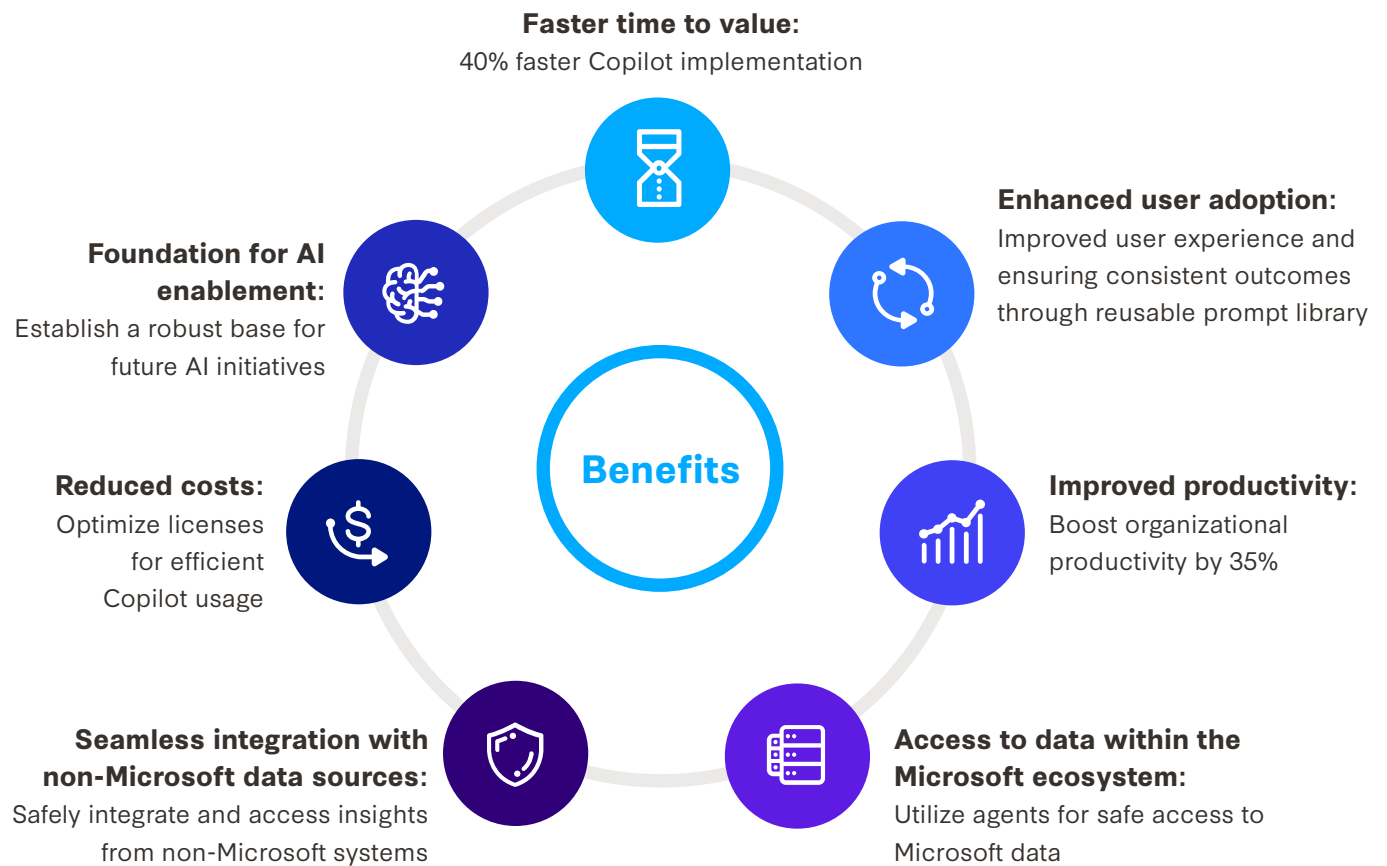 Faster time to value:
40% faster Copilot implementation
Enhanced user adoption:
Improved user experience and
ensuring consistent outcomes
through reusable prompt library
Improved productivity:
Boost organizational
productivity by 35%
Access to data within the
Microsoft ecosystem:
Utilize agents for safe access to
Microsoft data
Seamless integration with
non-Microsoft data sources:
Safely integrate and access insights
from non-Microsoft systems
Reduced costs:
Optimize licenses
for efficient
Copilot usage
Foundation for AI
enablement:
Establish a robust base for
future AI initiatives
Benefits
$